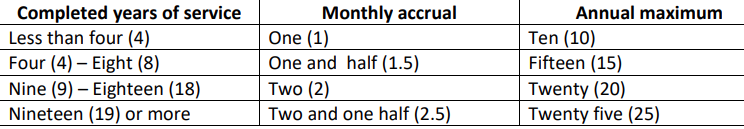 Completed years of service Monthly accrual Annual maximum
Less than four (4) One (1) Ten (10)
Four (4) – Eight (8) One and half (1.5) Fifteen (15)
Nine (9) – Eighteen (18) Two (2) Twenty (20)
Nineteen (19) or more Two and one half (2.5) Twenty five (25)